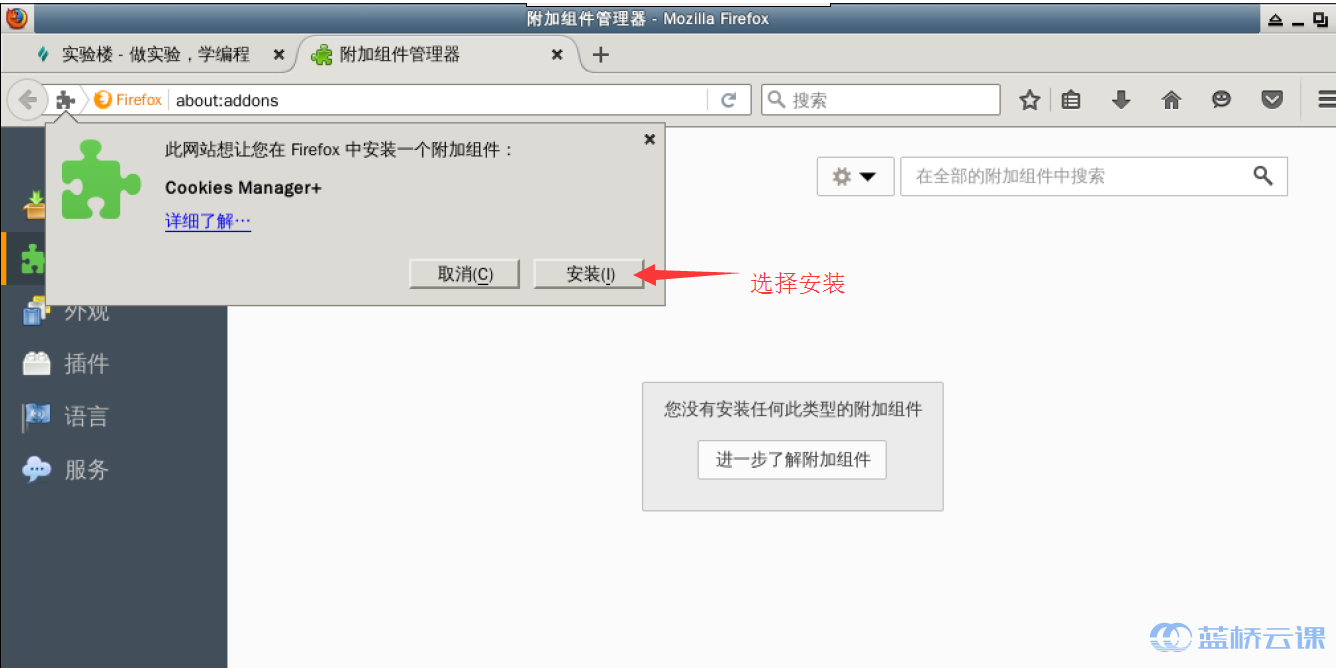 附加组件管理器 - Mozilla Firefox
实验楼 - 做实验，学编程
附加组件管理器
Firefox
about:addons
搜索
此网站想让您在 Firefox 中安装一个附加组件：
Cookies Manager+
详细了解…
取消(C)
安装(I)
选择安装
在全部的附加组件中搜索
外观
插件
语言
服务
您没有安装任何此类型的附加组件
进一步了解附加组件
蓝桥云课